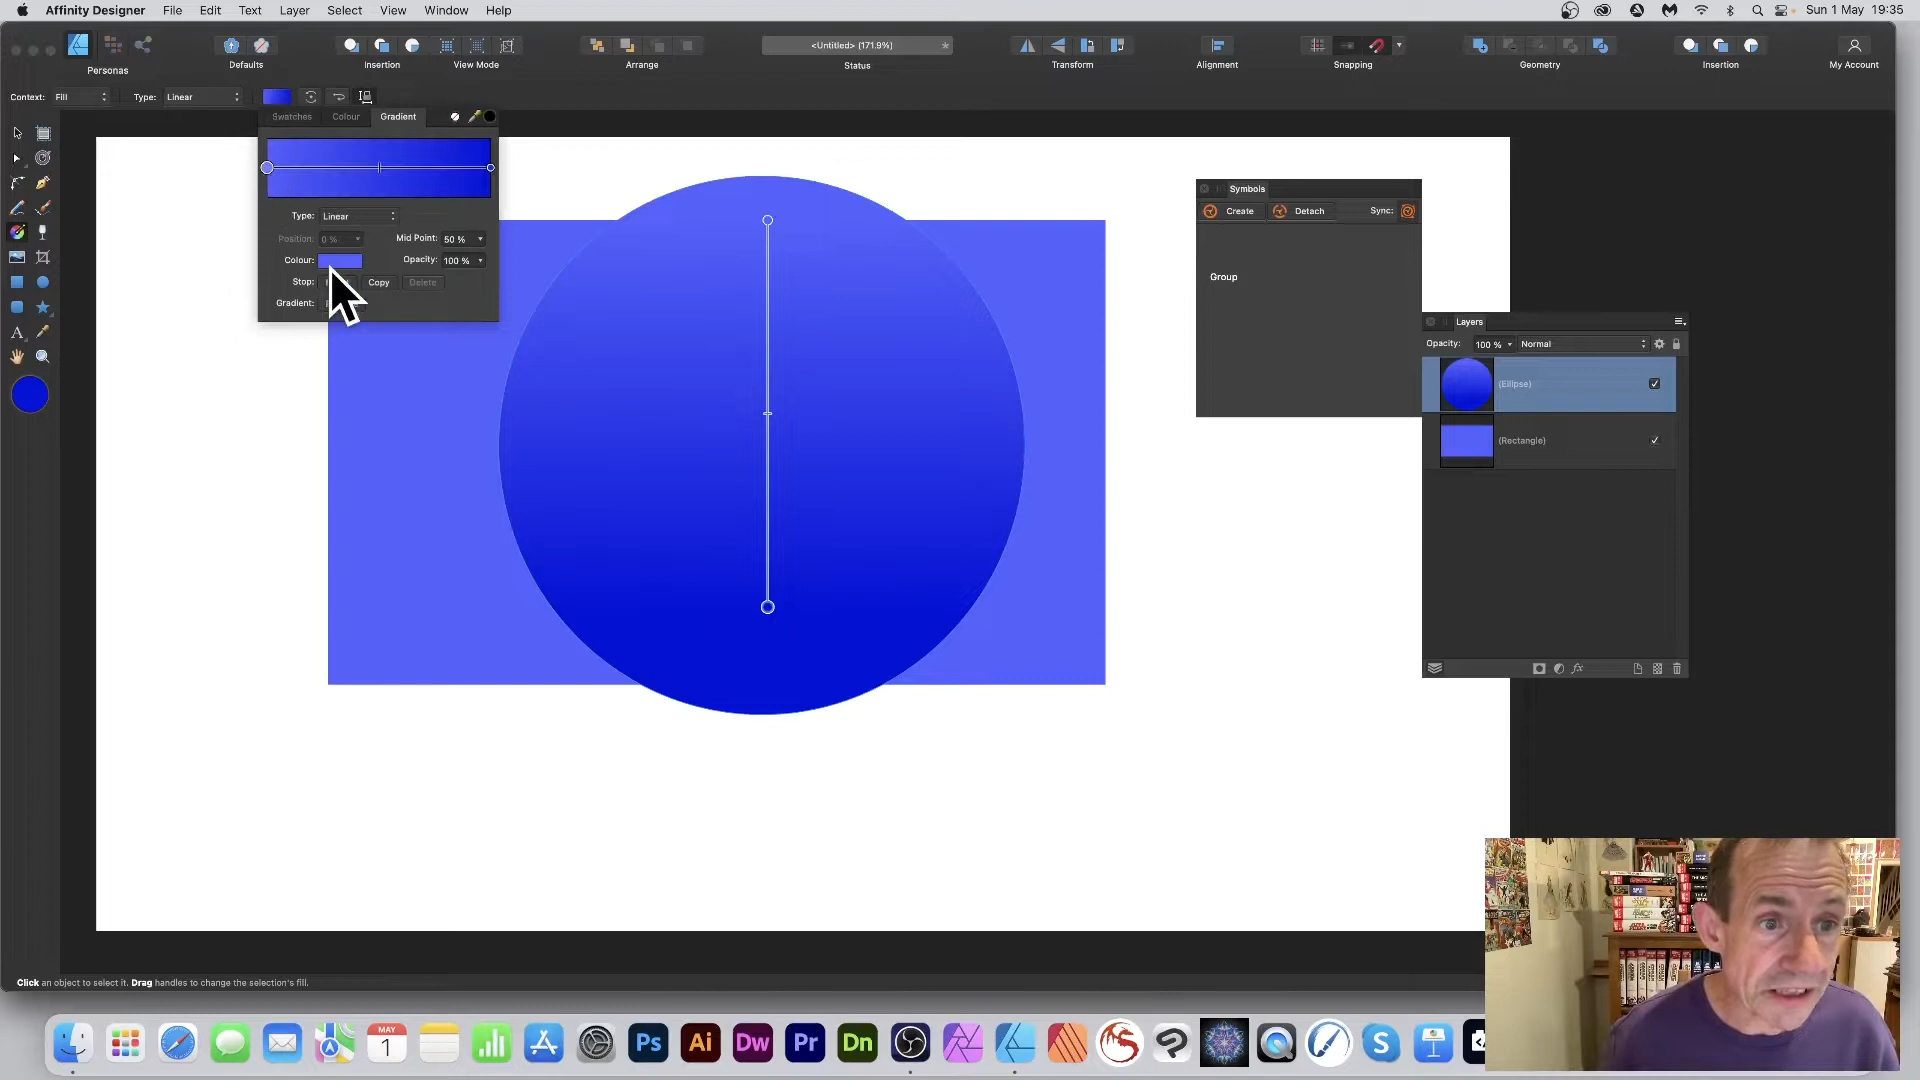 Affinity Designer File Edit Text Layer Select View Window Help Sun 1 May 19:35
<Untitled> (171.9%)
Personas Defaults Insertion View Mode Arrange Status Transform Alignment Snapping Geometry Insertion My Account
Context: Fill Type: Linear
Swatches Colour Gradient
Type: Linear
Position: 0 % Mid Point: 50 %
Colour: Opacity: 100 %
Stop: Copy Delete
Gradient:
Symbols
Create Detach Sync:
Group
Layers
Opacity: 100 % Normal
(Ellipse)
(Rectangle)
Click an object to select it. Drag handles to change the selection's fill.
MAY
1
Ps Ai Dw Pr Dn